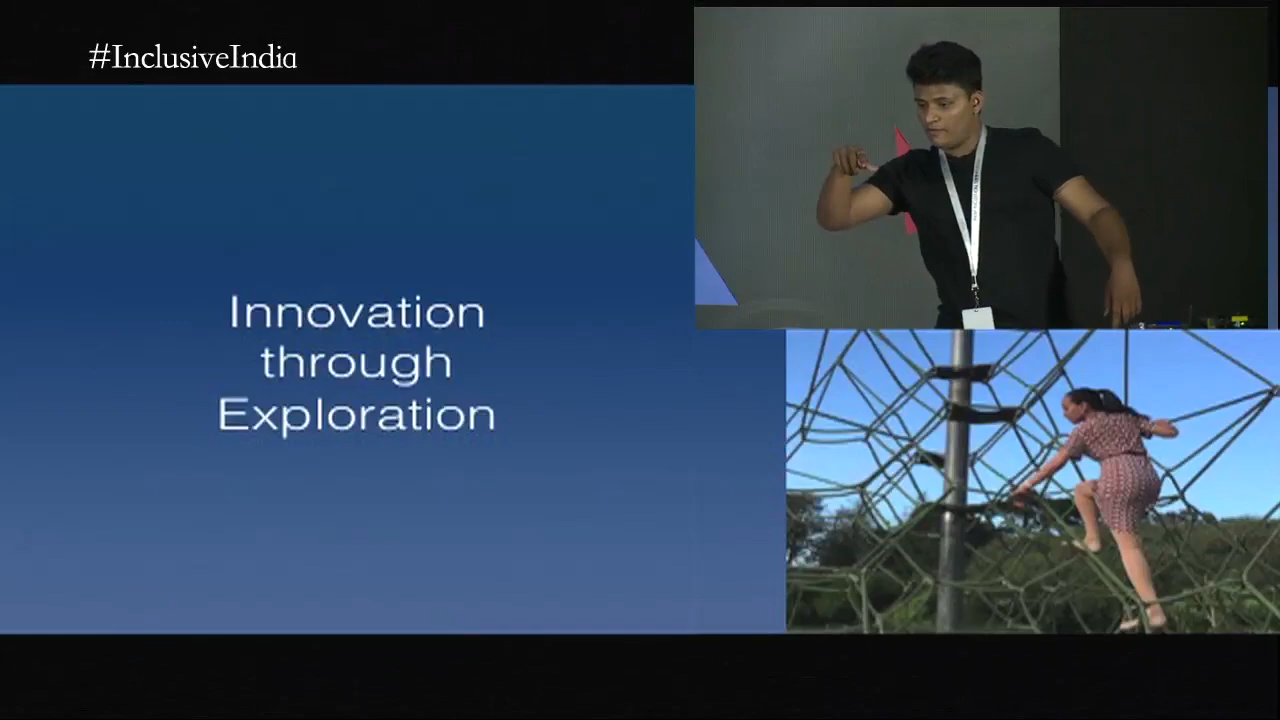 #InclusiveIndia
Innovation
through
Exploration